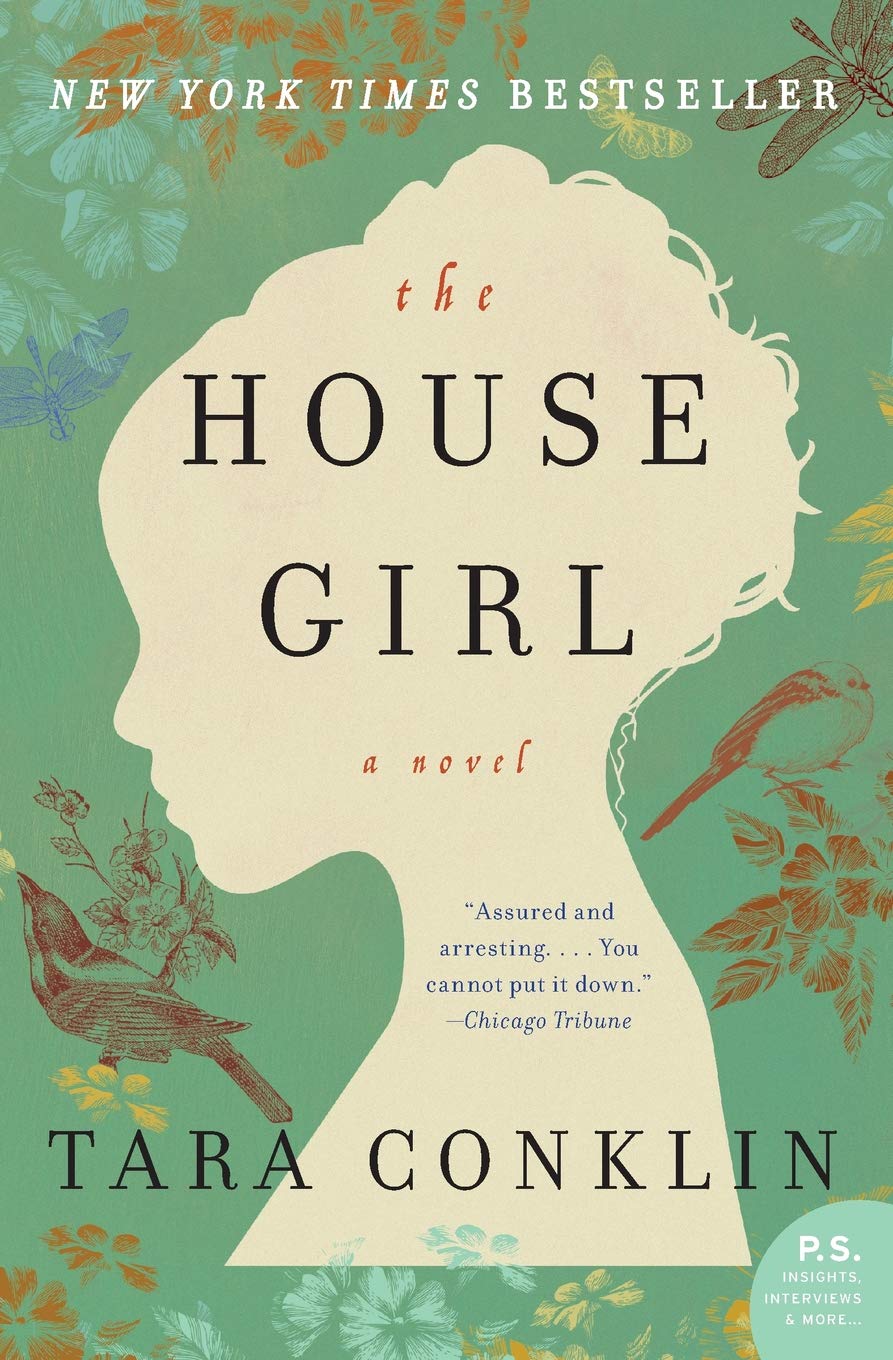 NEW YORK TIMES BESTSELLER
the
HOUSE
GIRL
a novel
“Assured and
arresting. . . . You
cannot put it down.”
—Chicago Tribune
TARA CONKLIN
P.S.
INSIGHTS,
INTERVIEWS
& MORE...